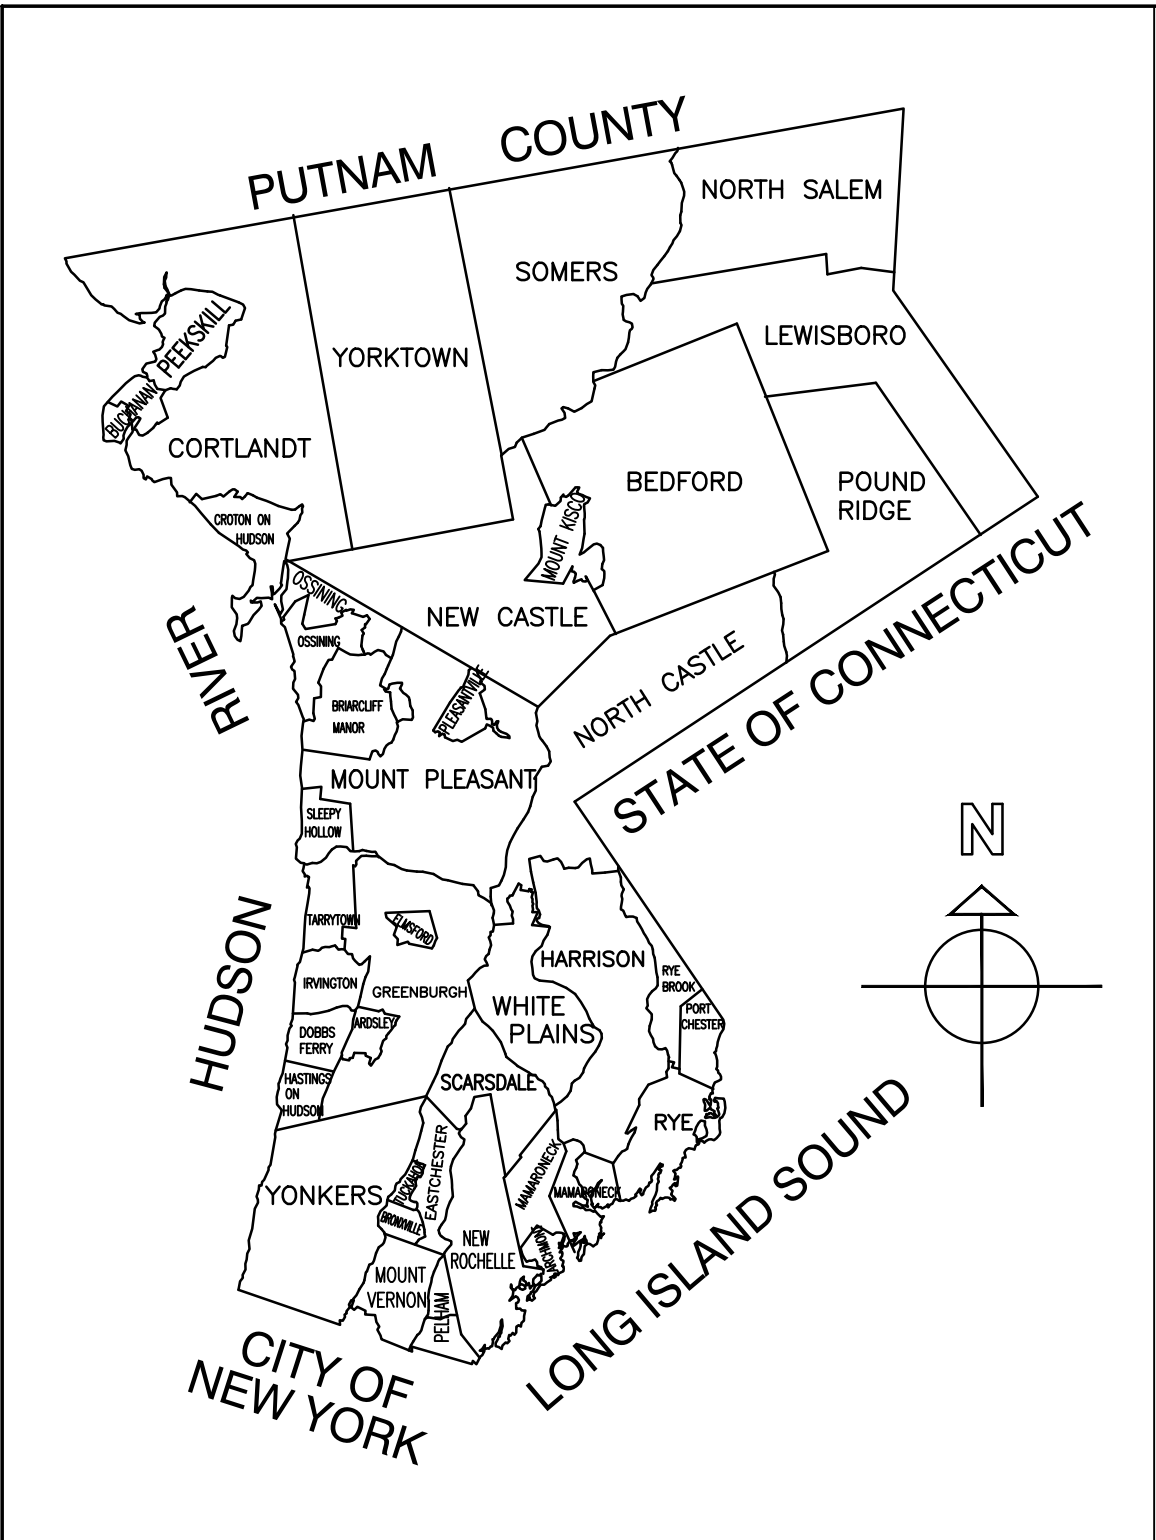 PUTNAM COUNTY
NORTH SALEM
SOMERS
PEEKSKILL
YORKTOWN
LEWISBORO
BUCHANAN
CORTLANDT
BEDFORD
POUND
RIDGE
MOUNT KISCO
CROTON ON
HUDSON
OSSINING
NEW CASTLE
OSSINING
NORTH CASTLE
STATE OF CONNECTICUT
HUDSON RIVER
BRIARCLIFF
MANOR
PLEASANTVILLE
MOUNT PLEASANT
SLEEPY
HOLLOW
N
TARRYTOWN
ELMSFORD
HARRISON
RYE
BROOK
IRVINGTON
GREENBURGH
WHITE
PLAINS
PORT
CHESTER
ARDSLEY
DOBBS
FERRY
HASTINGS
ON
HUDSON
SCARSDALE
RYE
EASTCHESTER
TUCKAHOE
MAMARONECK
MAMARONECK
YONKERS
BRONXVILLE
NEW
ROCHELLE
LARCHMONT
MOUNT
VERNON
PELHAM
LONG ISLAND SOUND
CITY OF
NEW YORK